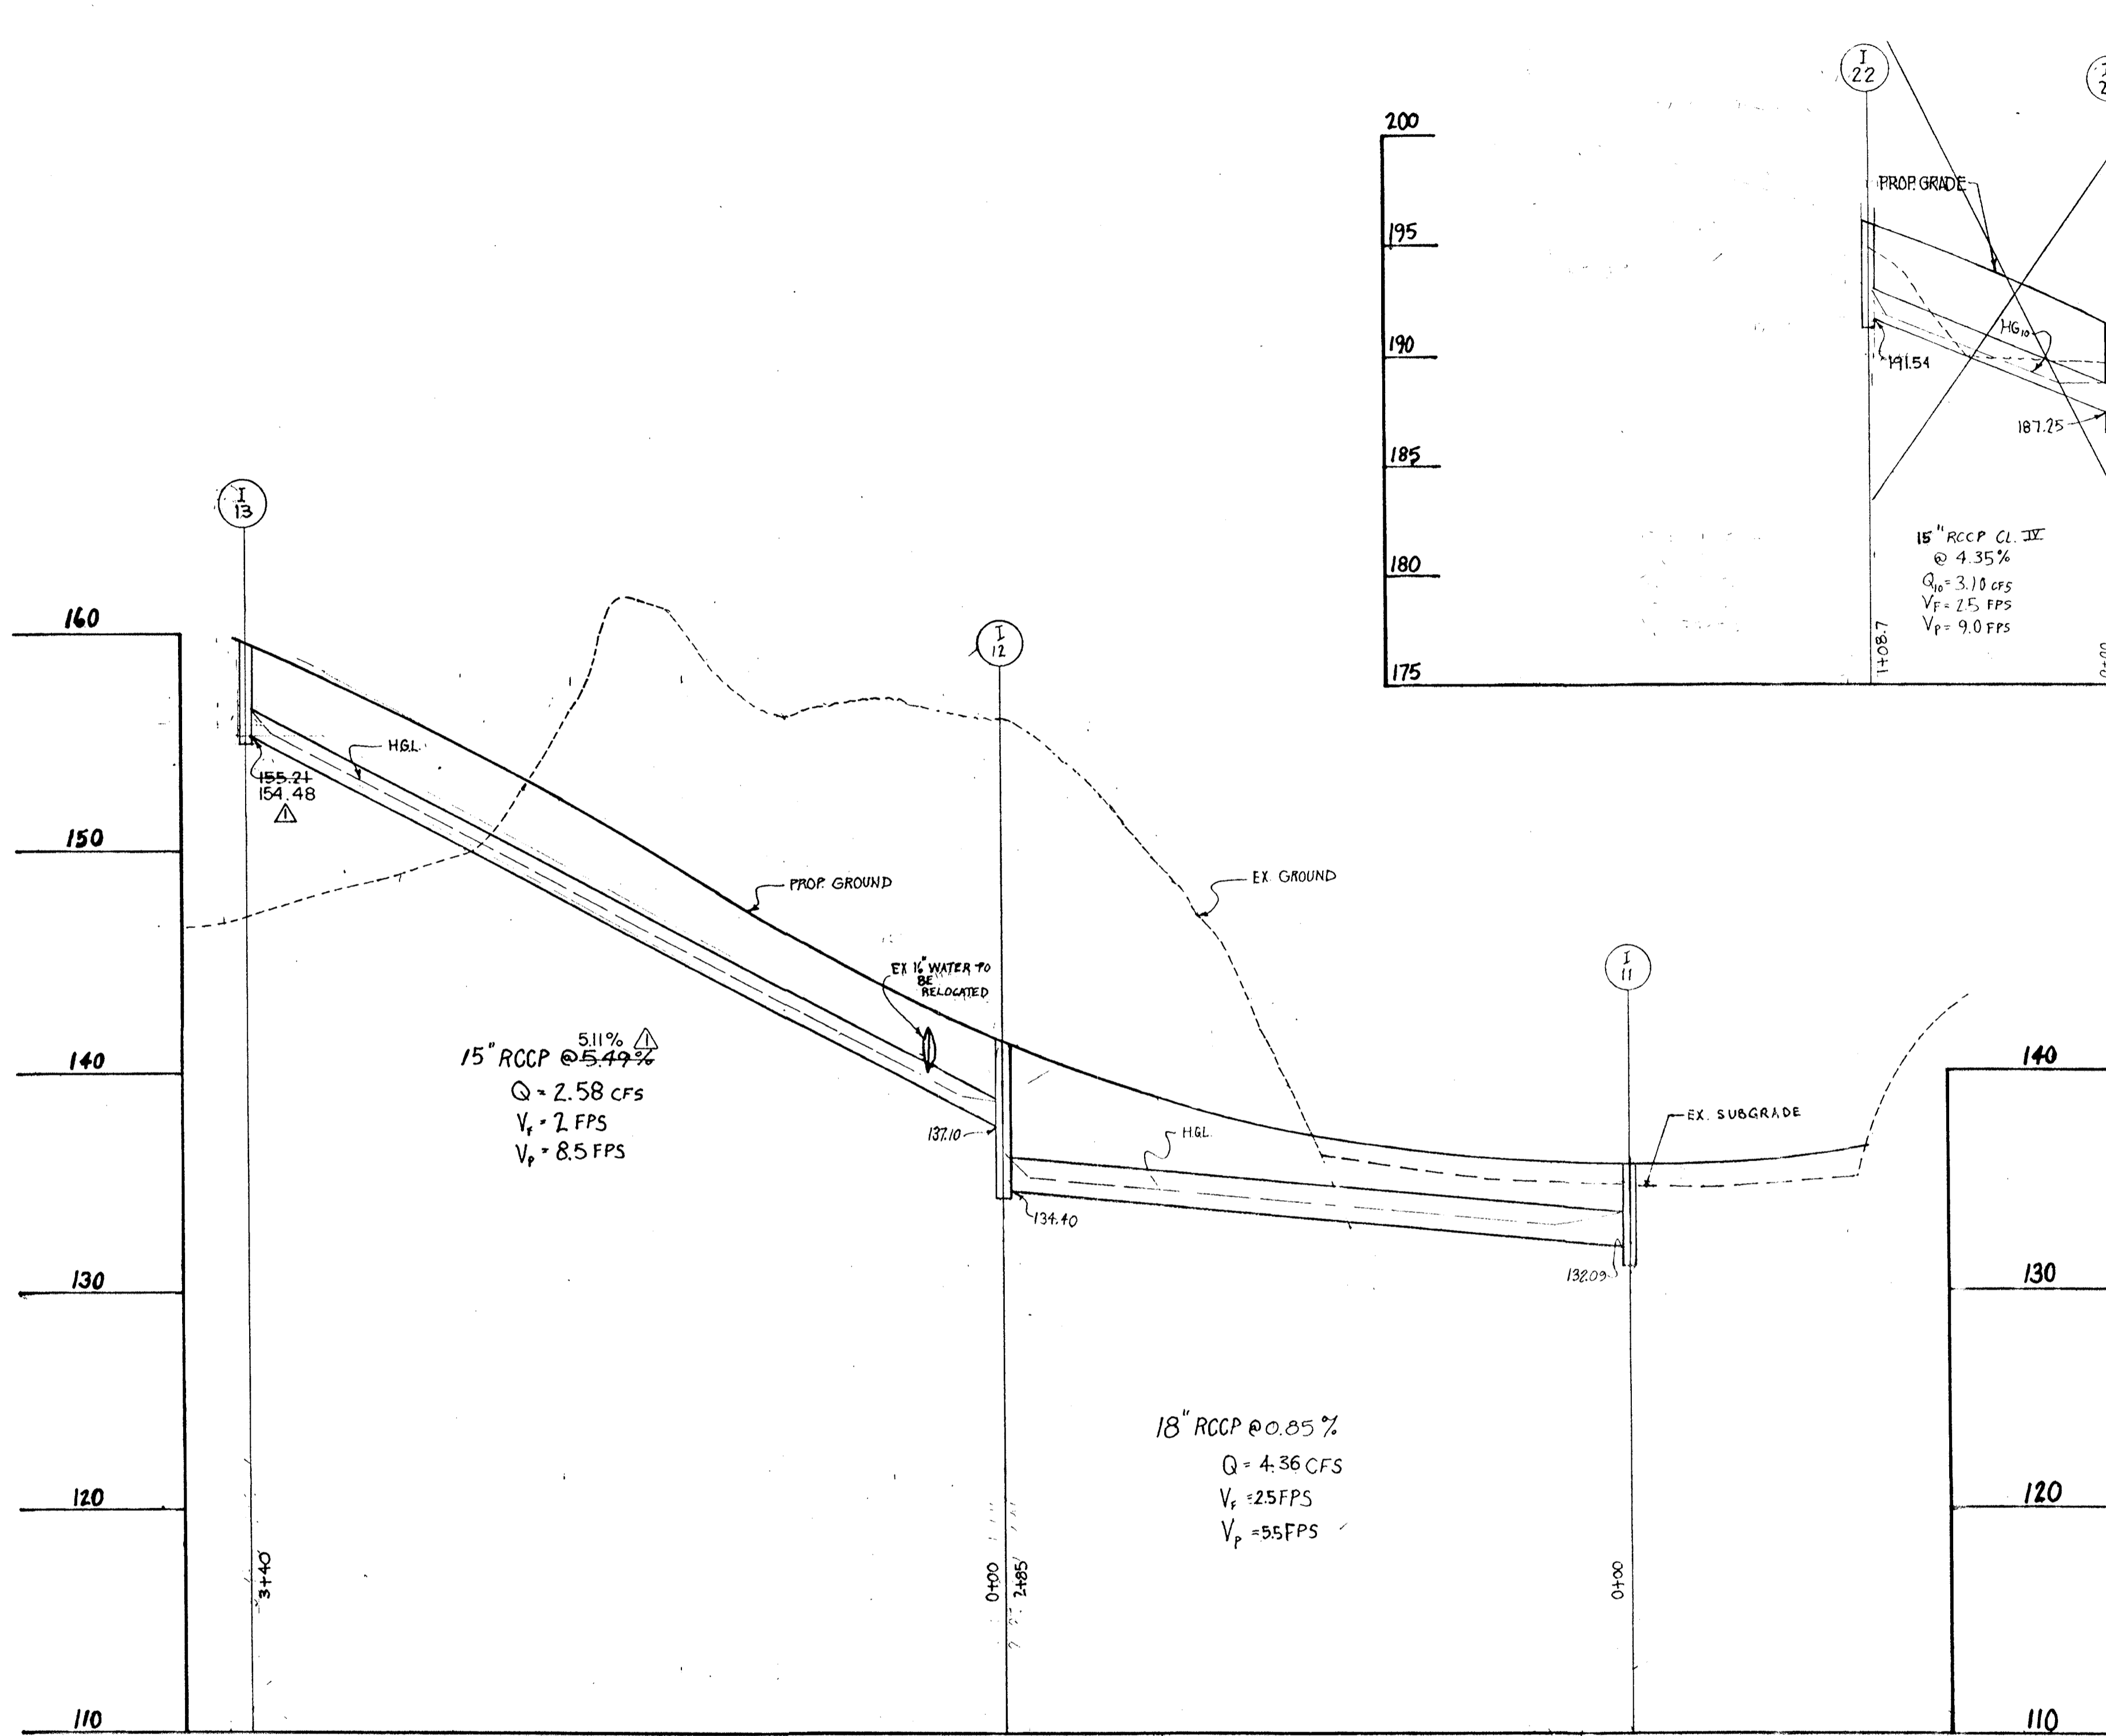 I
22
200
PROP. GRADE
195
HG10
190
191.54
187.25
185
15" RCCP CL. IV
@ 4.35%
Q10 = 3.10 CFS
VF = 2.5 FPS
VP = 9.0 FPS
180
1+08.7
175
I
13
160
I
12
H.G.L.
155.21
154.48
1
150
PROP. GROUND
EX. GROUND
EX 16" WATER TO
BE
RELOCATED
I
11
5.11% 1
15" RCCP @ 5.49%
Q = 2.58 CFS
VF = 2 FPS
VP = 8.5 FPS
140
140
EX. SUBGRADE
137.10
H.G.L.
134.40
132.09
130
130
18" RCCP @ 0.85%
Q = 4.36 CFS
VF = 2.5 FPS
VP = 5.5 FPS
120
120
3+40
0+00
2+85
0+00
110
110